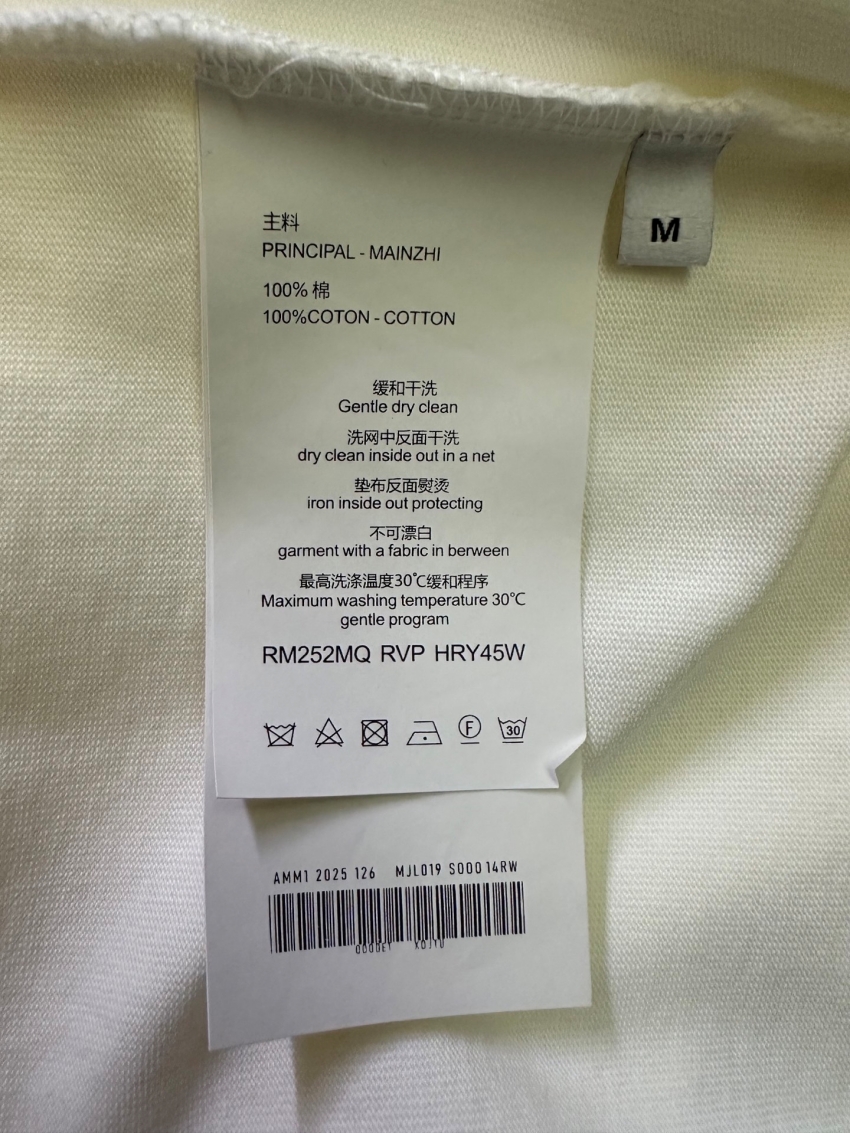 M
主料
PRINCIPAL - MAINZHI
100% 棉
100%COTON - COTTON
缓和干洗
Gentle dry clean
洗网中反面干洗
dry clean inside out in a net
垫布反面熨烫
iron inside out protecting
不可漂白
garment with a fabric in berween
最高洗涤温度30℃缓和程序
Maximum washing temperature 30℃
gentle program
RM252MQ RVP HRY45W
F
30
AMM1 2025 126 MJL019 S00014RW